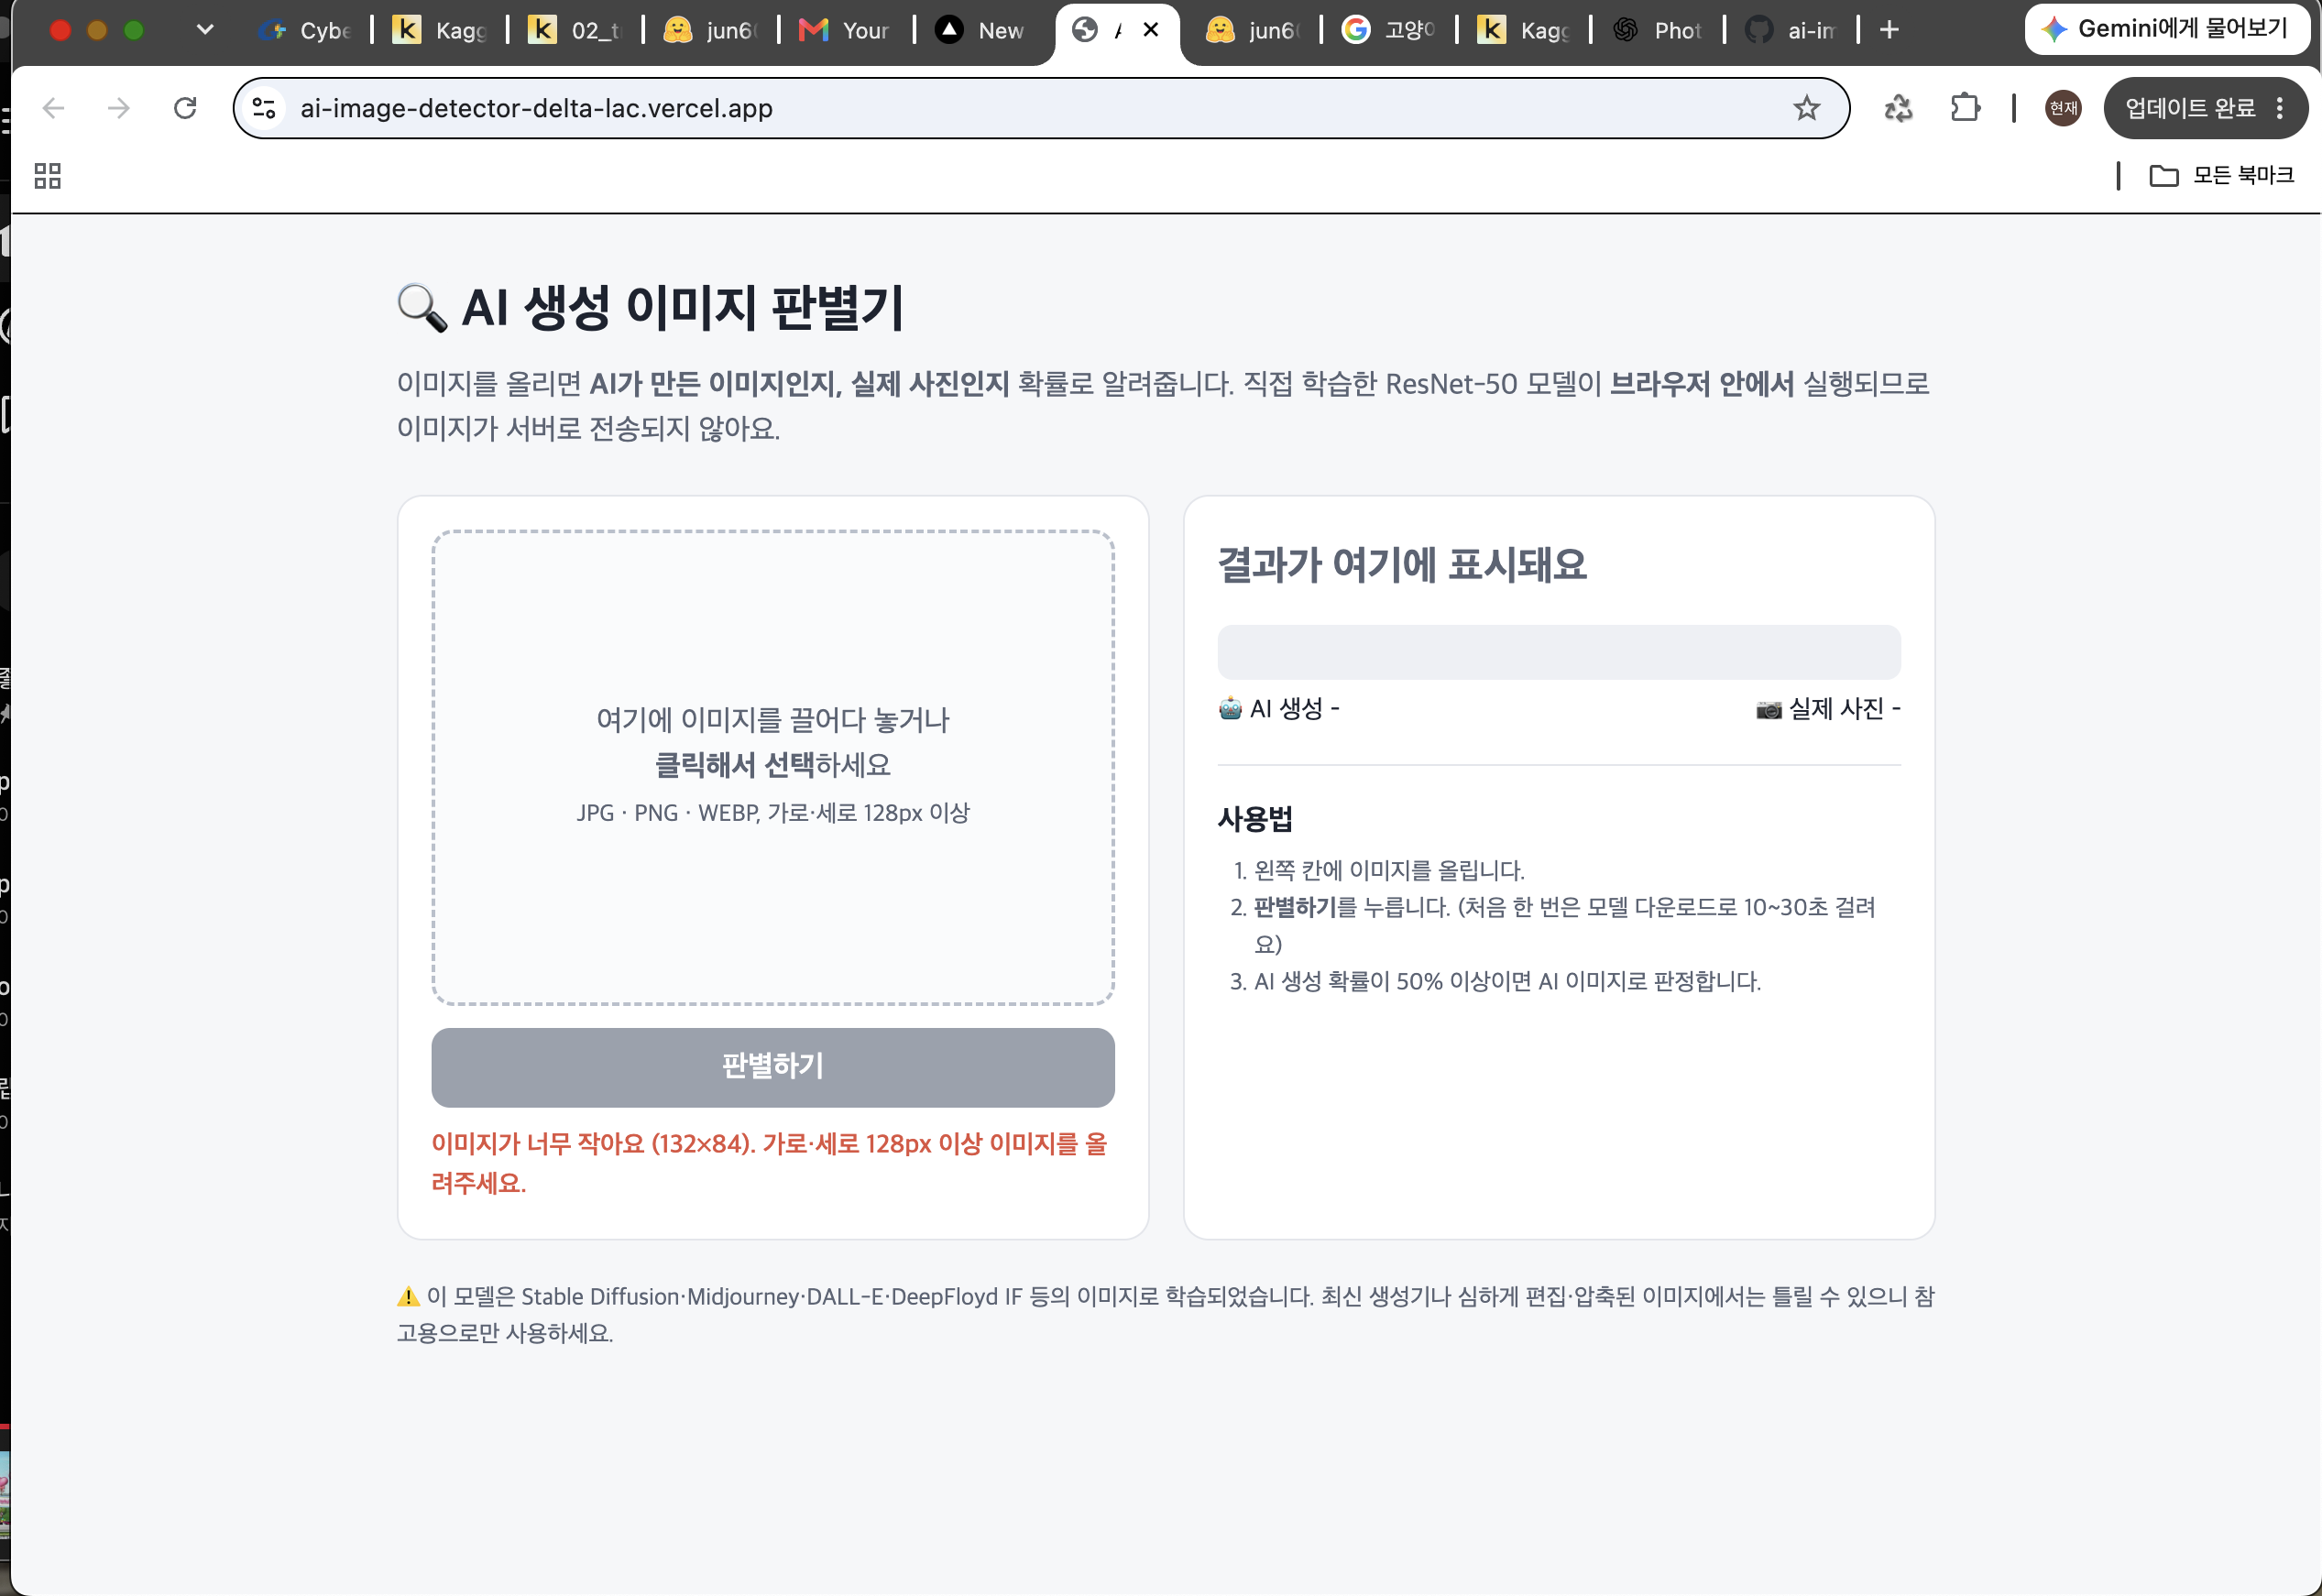 Cybe
Kagg
02_t
jun6
Your
New
jun6
고양이
Kagg
Phot
ai-im
Gemini에게 물어보기
ai-image-detector-delta-lac.vercel.app
현재
업데이트 완료
모든 북마크
🔍 AI 생성 이미지 판별기
이미지를 올리면 AI가 만든 이미지인지, 실제 사진인지 확률로 알려줍니다. 직접 학습한 ResNet-50 모델이 브라우저 안에서 실행되므로
이미지가 서버로 전송되지 않아요.
여기에 이미지를 끌어다 놓거나
클릭해서 선택하세요
JPG · PNG · WEBP, 가로·세로 128px 이상
판별하기
이미지가 너무 작아요 (132×84). 가로·세로 128px 이상 이미지를 올
려주세요.
결과가 여기에 표시돼요
🤖 AI 생성 -
📷 실제 사진 -
사용법
1. 왼쪽 칸에 이미지를 올립니다.
2. 판별하기를 누릅니다. (처음 한 번은 모델 다운로드로 10~30초 걸려
요)
3. AI 생성 확률이 50% 이상이면 AI 이미지로 판정합니다.
⚠️ 이 모델은 Stable Diffusion·Midjourney·DALL-E·DeepFloyd IF 등의 이미지로 학습되었습니다. 최신 생성기나 심하게 편집·압축된 이미지에서는 틀릴 수 있으니 참
고용으로만 사용하세요.